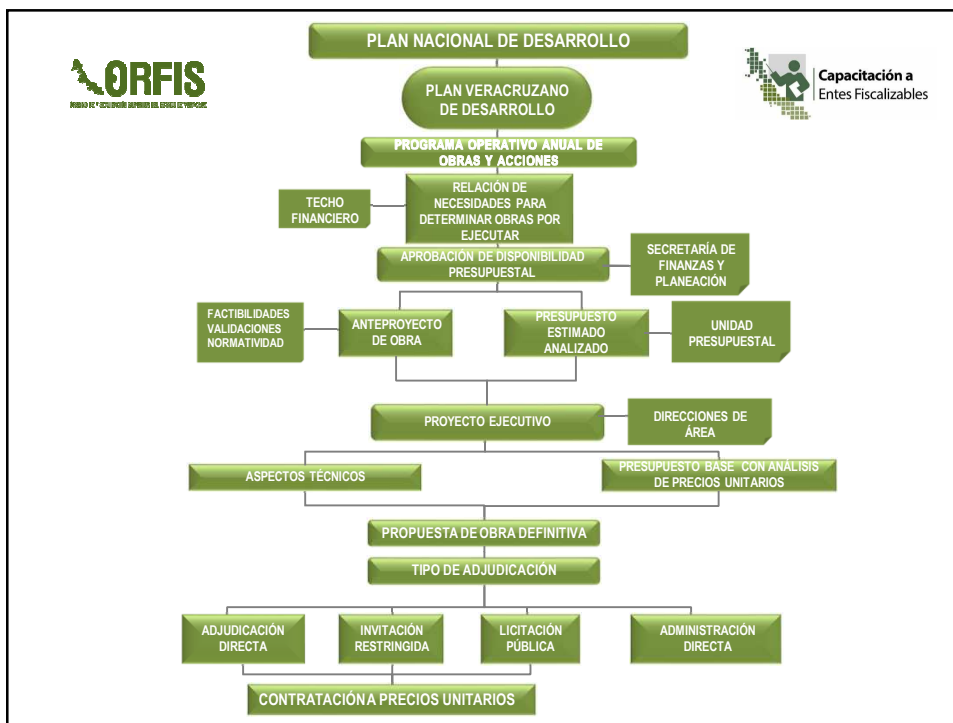 PLAN NACIONAL DE DESARROLLO
ORFIS
Capacitación a
Entes Fiscalizables
PLAN VERACRUZANO
DE DESARROLLO
PROGRAMA OPERATIVO ANUAL DE
OBRAS Y ACCIONES
TECHO
FINANCIERO
RELACIÓN DE
NECESIDADES PARA
DETERMINAR OBRAS POR
EJECUTAR
APROBACIÓN DE DISPONIBILIDAD
PRESUPUESTAL
SECRETARÍA DE
FINANZAS Y
PLANEACIÓN
FACTIBILIDADES
VALIDACIONES
NORMATIVIDAD
ANTEPROYECTO
DE OBRA
PRESUPUESTO
ESTIMADO
ANALIZADO
UNIDAD
PRESUPUESTAL
PROYECTO EJECUTIVO
DIRECCIONES DE
ÁREA
ASPECTOS TÉCNICOS
PRESUPUESTO BASE CON ANÁLISIS
DE PRECIOS UNITARIOS
PROPUESTA DE OBRA DEFINITIVA
TIPO DE ADJUDICACIÓN
ADJUDICACIÓN
DIRECTA
INVITACIÓN
RESTRINGIDA
LICITACIÓN
PÚBLICA
ADMINISTRACIÓN
DIRECTA
CONTRATACIÓN A PRECIOS UNITARIOS